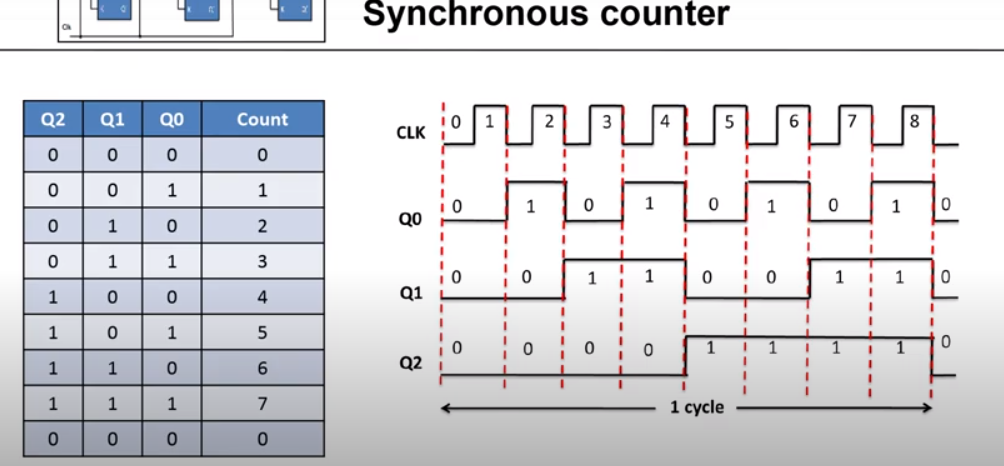 Synchronous counter
Clk
Q2 Q1 Q0 Count
0 0 0 0
0 0 1 1
0 1 0 2
0 1 1 3
1 0 0 4
1 0 1 5
1 1 0 6
1 1 1 7
0 0 0 0
CLK 0 1 2 3 4 5 6 7 8
Q0 0 1 0 1 0 1 0 1 0
Q1 0 0 1 1 0 0 1 1 0
Q2 0 0 0 0 1 1 1 1 0
1 cycle